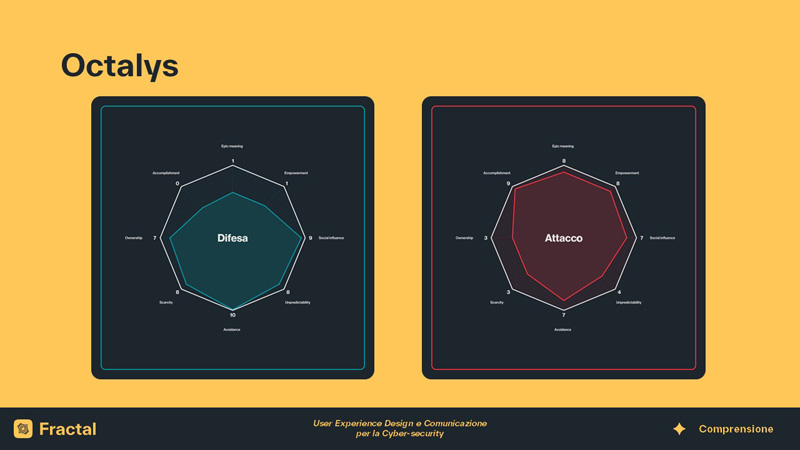 Octalys
Epic meaning
1
Accomplishment
0
Empowerment
1
Ownership
7
Difesa
9
Social influence
Scarcity
8
Unpredictability
8
10
Avoidance
Epic meaning
8
Accomplishment
9
Empowerment
8
Ownership
3
Attacco
7
Social influence
Scarcity
3
Unpredictability
4
7
Avoidance
Fractal
User Experience Design e Comunicazione
per la Cyber-security
Comprensione